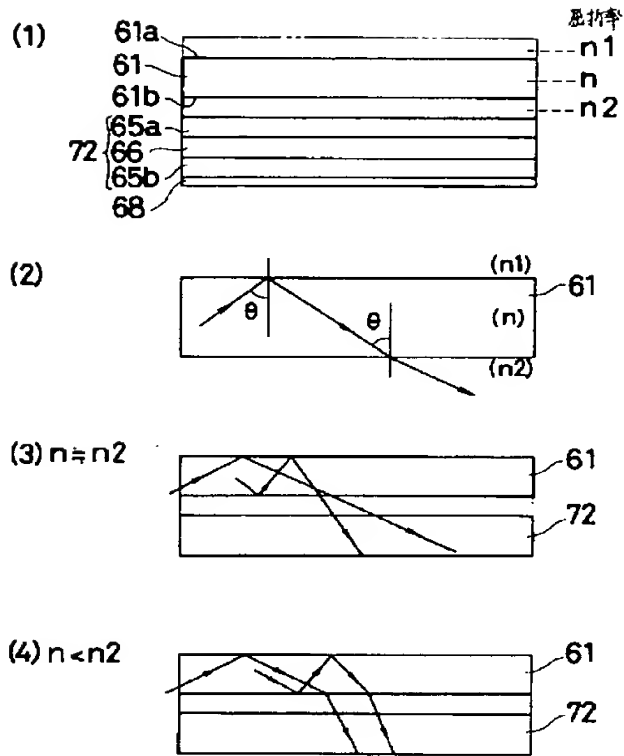 屈折率
(1)
61a
n1
61
n
61b
n2
65a
72
66
65b
68
(2)
(n1)
61
θ
θ
(n)
(n2)
(3) n≒n2
61
72
(4) n<n2
61
72